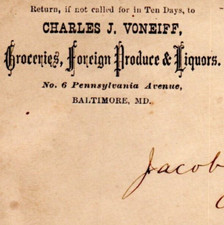 Return, if not called for in Ten Days, to
CHARLES J. VONEIFF,
Groceries, Foreign Produce & Liquors.
No. 6 Pennsylvania Avenue,
BALTIMORE, MD.
Jacob